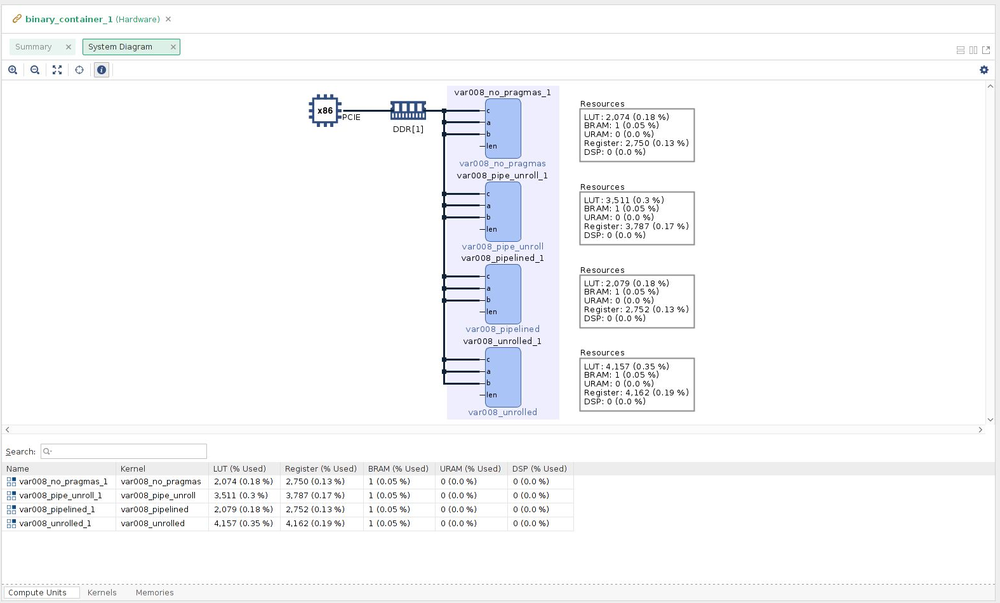 binary_container_1 (Hardware)
Summary
System Diagram
x86
PCIE
DDR[1]
var008_no_pragmas_1
c
a
b
len
var008_no_pragmas
Resources
LUT: 2,074 (0.18 %)
BRAM: 1 (0.05 %)
URAM: 0 (0.0 %)
Register: 2,750 (0.13 %)
DSP: 0 (0.0 %)
var008_pipe_unroll_1
c
a
b
len
var008_pipe_unroll
Resources
LUT: 3,511 (0.3 %)
BRAM: 1 (0.05 %)
URAM: 0 (0.0 %)
Register: 3,787 (0.17 %)
DSP: 0 (0.0 %)
var008_pipelined_1
c
a
b
len
var008_pipelined
Resources
LUT: 2,079 (0.18 %)
BRAM: 1 (0.05 %)
URAM: 0 (0.0 %)
Register: 2,752 (0.13 %)
DSP: 0 (0.0 %)
var008_unrolled_1
c
a
b
len
var008_unrolled
Resources
LUT: 4,157 (0.35 %)
BRAM: 1 (0.05 %)
URAM: 0 (0.0 %)
Register: 4,162 (0.19 %)
DSP: 0 (0.0 %)
Search:
Name Kernel LUT (% Used) Register (% Used) BRAM (% Used) URAM (% Used) DSP (% Used)
var008_no_pragmas_1 var008_no_pragmas 2,074 (0.18 %) 2,750 (0.13 %) 1 (0.05 %) 0 (0.0 %) 0 (0.0 %)
var008_pipe_unroll_1 var008_pipe_unroll 3,511 (0.3 %) 3,787 (0.17 %) 1 (0.05 %) 0 (0.0 %) 0 (0.0 %)
var008_pipelined_1 var008_pipelined 2,079 (0.18 %) 2,752 (0.13 %) 1 (0.05 %) 0 (0.0 %) 0 (0.0 %)
var008_unrolled_1 var008_unrolled 4,157 (0.35 %) 4,162 (0.19 %) 1 (0.05 %) 0 (0.0 %) 0 (0.0 %)
Compute Units Kernels Memories